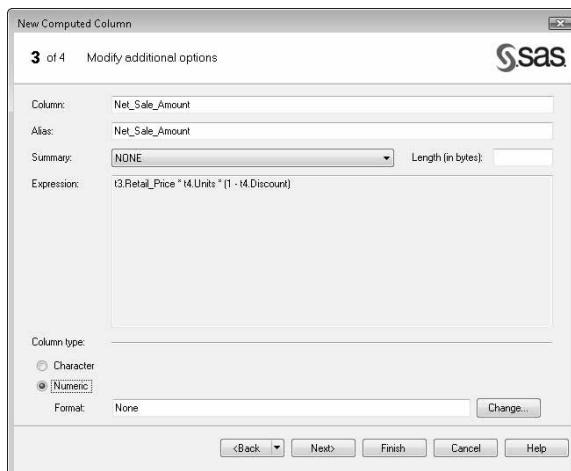 New Computed Column
3 of 4 Modify additional options
sas
Column: Net_Sale_Amount
Alias: Net_Sale_Amount
Summary: NONE Length (in bytes):
Expression: t3.Retail_Price * t4.Units * (1 - t4.Discount)
Column type:
Character
Numeric
Format: None Change...
<Back Next> Finish Cancel Help